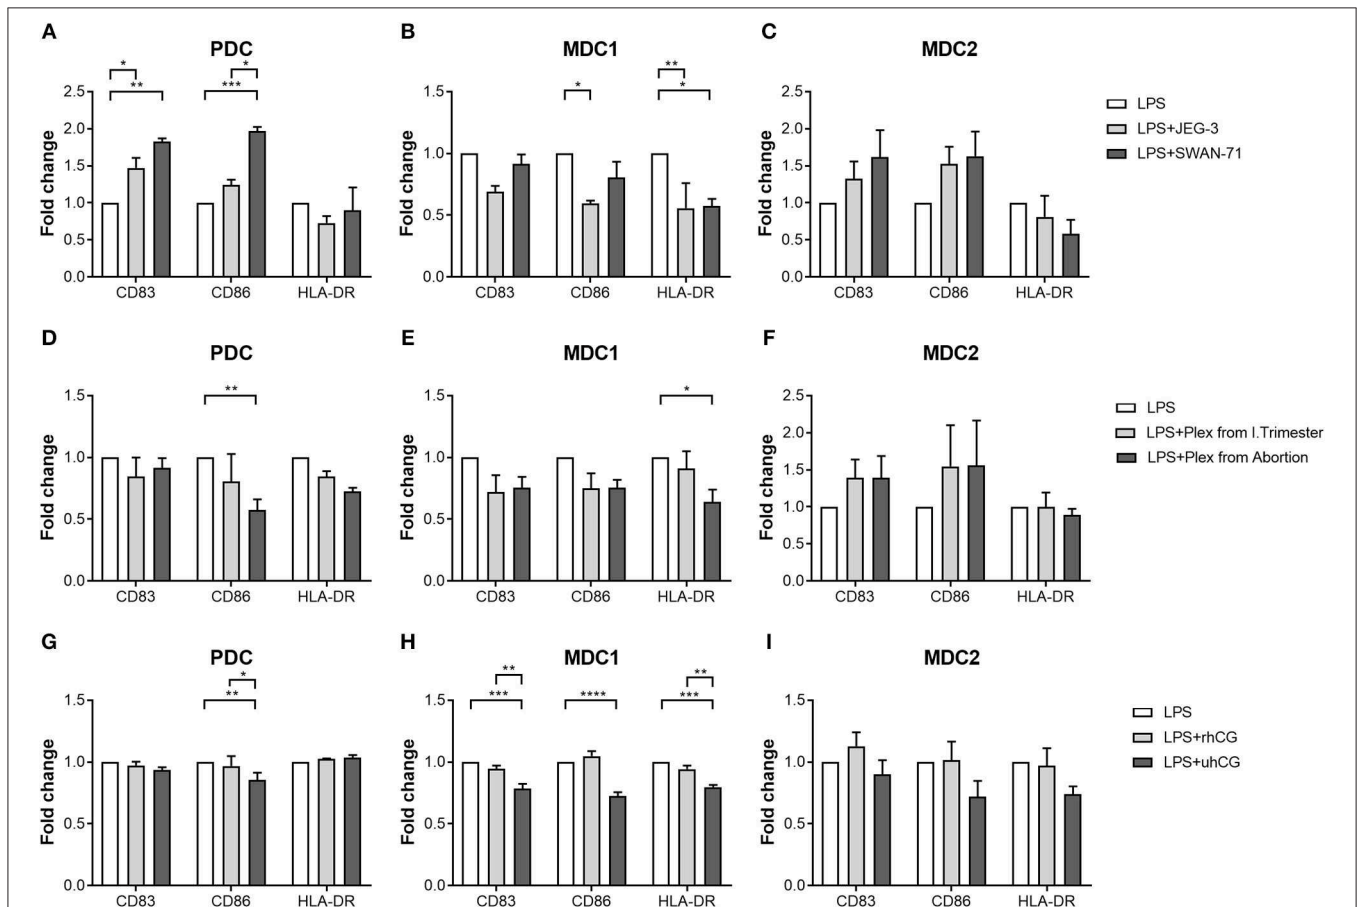 A
PDC
*
*
**
***
2.5
2.0
1.5
1.0
0.5
0.0
Fold change
CD83 CD86 HLA-DR
B
MDC1
**
*
*
1.5
1.0
0.5
0.0
Fold change
CD83 CD86 HLA-DR
C
MDC2
2.5
2.0
1.5
1.0
0.5
0.0
Fold change
CD83 CD86 HLA-DR
LPS
LPS+JEG-3
LPS+SWAN-71
D
PDC
**
1.5
1.0
0.5
0.0
Fold change
CD83 CD86 HLA-DR
E
MDC1
*
1.5
1.0
0.5
0.0
Fold change
CD83 CD86 HLA-DR
F
MDC2
2.5
2.0
1.5
1.0
0.5
0.0
Fold change
CD83 CD86 HLA-DR
LPS
LPS+Plex from I.Trimester
LPS+Plex from Abortion
G
PDC
*
**
1.5
1.0
0.5
0.0
Fold change
CD83 CD86 HLA-DR
H
MDC1
**
**
***
****
***
1.5
1.0
0.5
0.0
Fold change
CD83 CD86 HLA-DR
I
MDC2
1.5
1.0
0.5
0.0
Fold change
CD83 CD86 HLA-DR
LPS
LPS+rhCG
LPS+uhCG